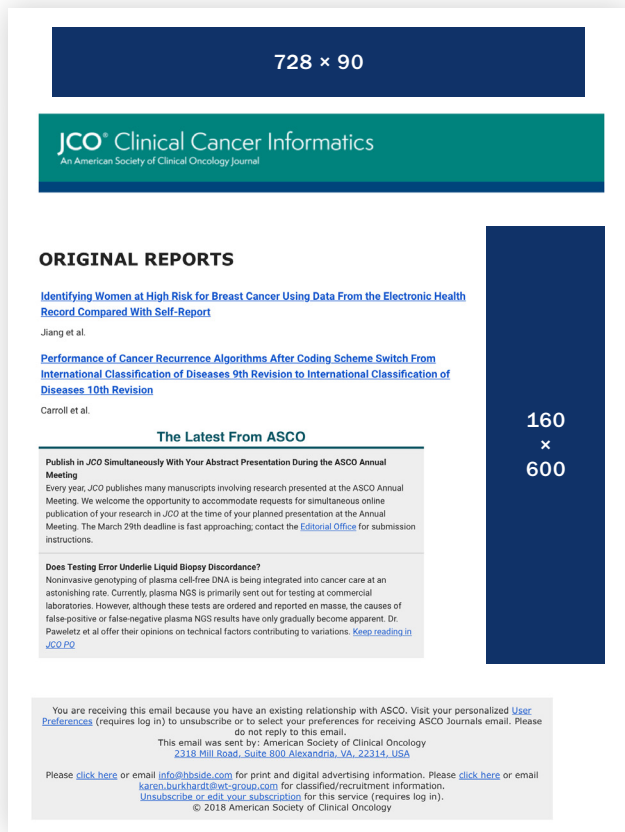 728 × 90
JCO® Clinical Cancer Informatics
An American Society of Clinical Oncology Journal
ORIGINAL REPORTS
Identifying Women at High Risk for Breast Cancer Using Data From the Electronic Health
Record Compared With Self-Report
Jiang et al.
Performance of Cancer Recurrence Algorithms After Coding Scheme Switch From
International Classification of Diseases 9th Revision to International Classification of
Diseases 10th Revision
Carroll et al.
160
×
600
The Latest From ASCO
Publish in JCO Simultaneously With Your Abstract Presentation During the ASCO Annual
Meeting
Every year, JCO publishes many manuscripts involving research presented at the ASCO Annual
Meeting. We welcome the opportunity to accommodate requests for simultaneous online
publication of your research in JCO at the time of your planned presentation at the Annual
Meeting. The March 29th deadline is fast approaching; contact the Editorial Office for submission
instructions.
Does Testing Error Underlie Liquid Biopsy Discordance?
Noninvasive genotyping of plasma cell-free DNA is being integrated into cancer care at an
astonishing rate. Currently, plasma NGS is primarily sent out for testing at commercial
laboratories. However, although these tests are ordered and reported en masse, the causes of
false-positive or false-negative plasma NGS results have only gradually become apparent. Dr.
Paweletz et al offer their opinions on technical factors contributing to variations. Keep reading in
JCO PO
You are receiving this email because you have an existing relationship with ASCO. Visit your personalized User
Preferences (requires log in) to unsubscribe or to select your preferences for receiving ASCO Journals email. Please
do not reply to this email.
This email was sent by: American Society of Clinical Oncology
2318 Mill Road, Suite 800 Alexandria, VA, 22314, USA
Please click here or email info@hbside.com for print and digital advertising information. Please click here or email
karen.burkhardt@wt-group.com for classified/recruitment information.
Unsubscribe or edit your subscription for this service (requires log in).
© 2018 American Society of Clinical Oncology